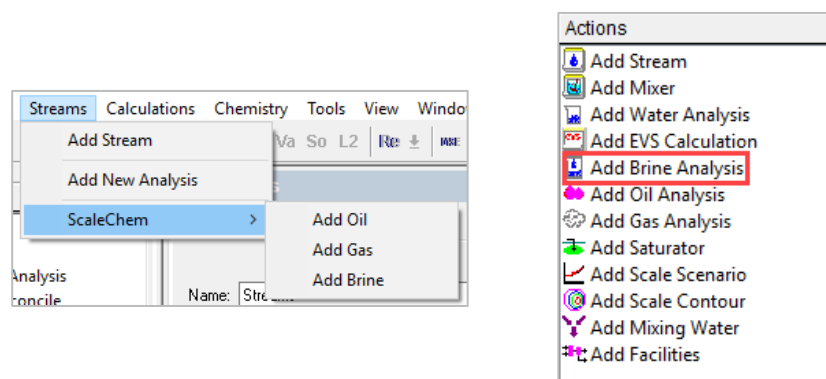 Streams Calculations Chemistry Tools View Windo
Add Stream
Va So L2 Re
Add New Analysis
ScaleChem >
Add Oil
Add Gas
Add Brine
Analysis
Name:
Actions
Add Stream
Add Mixer
Add Water Analysis
Add EVS Calculation
Add Brine Analysis
Add Oil Analysis
Add Gas Analysis
Add Saturator
Add Scale Scenario
Add Scale Contour
Add Mixing Water
Add Facilities